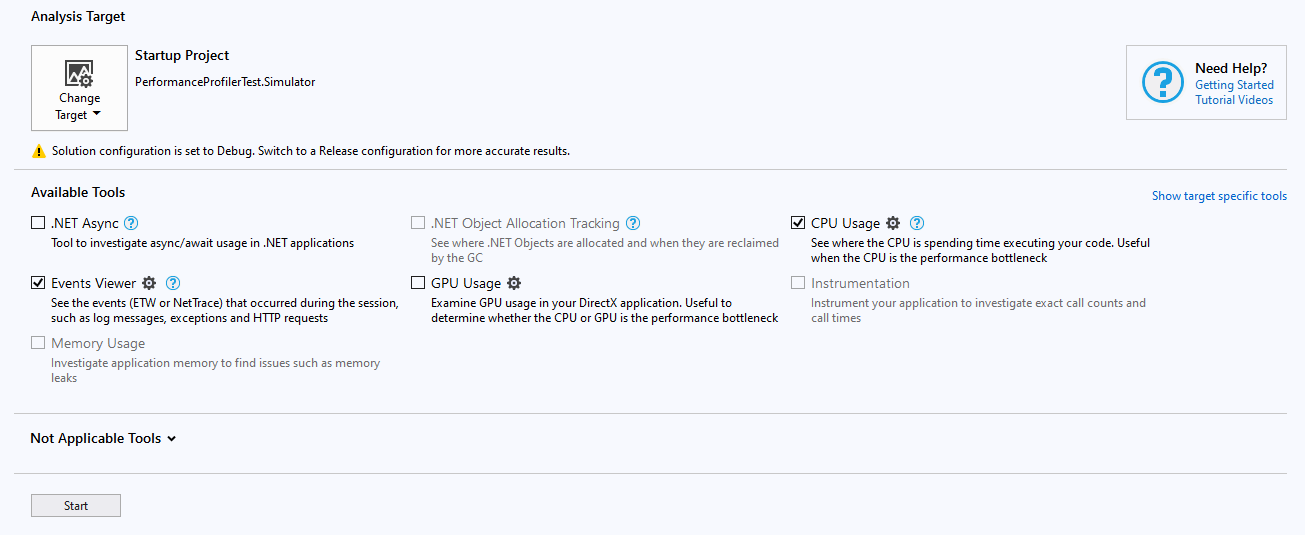 Analysis Target
Change
Target
Startup Project
PerformanceProfilerTest.Simulator
Need Help?
Getting Started
Tutorial Videos
Solution configuration is set to Debug. Switch to a Release configuration for more accurate results.
Available Tools
Show target specific tools
.NET Async
Tool to investigate async/await usage in .NET applications
.NET Object Allocation Tracking
See where .NET Objects are allocated and when they are reclaimed
by the GC
CPU Usage
See where the CPU is spending time executing your code. Useful
when the CPU is the performance bottleneck
Events Viewer
See the events (ETW or NetTrace) that occurred during the session,
such as log messages, exceptions and HTTP requests
GPU Usage
Examine GPU usage in your DirectX application. Useful to
determine whether the CPU or GPU is the performance bottleneck
Instrumentation
Instrument your application to investigate exact call counts and
call times
Memory Usage
Investigate application memory to find issues such as memory
leaks
Not Applicable Tools
Start